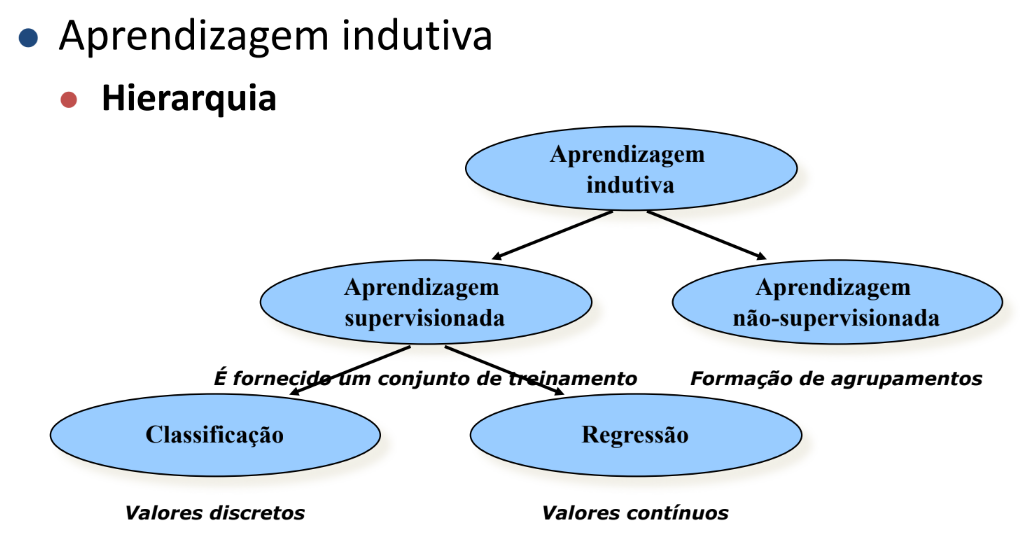 Aprendizagem indutiva
Hierarquia
Aprendizagem
indutiva
Aprendizagem
supervisionada
Aprendizagem
não-supervisionada
É fornecido um conjunto de treinamento
Formação de agrupamentos
Classificação
Regressão
Valores discretos
Valores contínuos